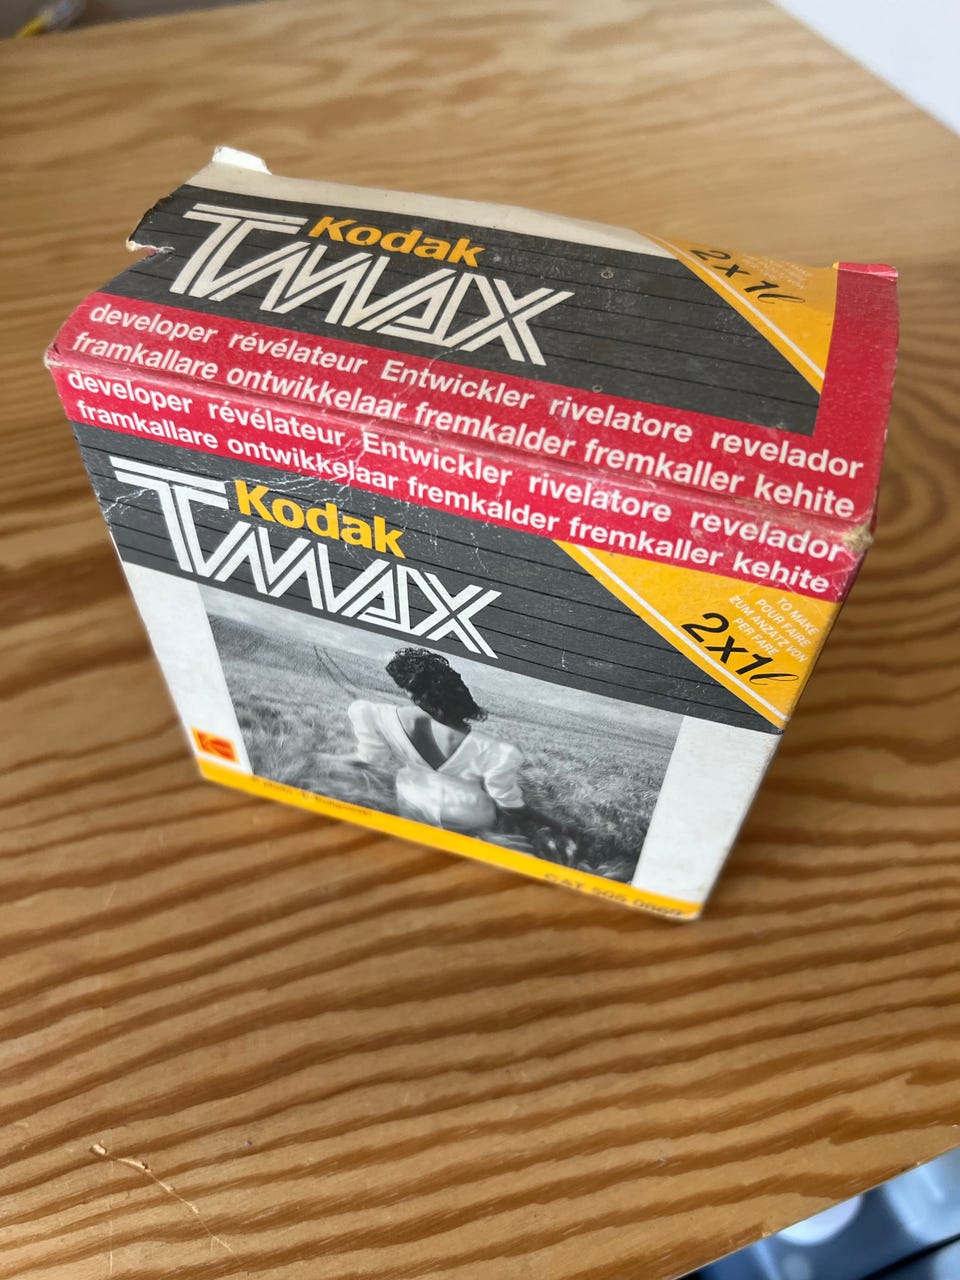 Kodak
TMAX
2x1l
developer révélateur Entwickler rivelatore revelador
framkallare ontwikkelaar fremkalder fremkaller kehite
developer révélateur Entwickler rivelatore revelador
framkallare ontwikkelaar fremkalder fremkaller kehite
Kodak
TMAX
TO MAKE
POUR FAIRE
ZUM ANZATZ VON
PER FARE
2x1l